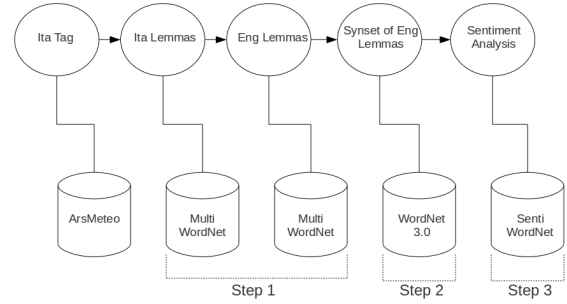 Ita Tag
Ita Lemmas
Eng Lemmas
Synset of Eng
Lemmas
Sentiment
Analysis
ArsMeteo
Multi
WordNet
Multi
WordNet
WordNet
3.0
Senti
WordNet
Step 1
Step 2
Step 3